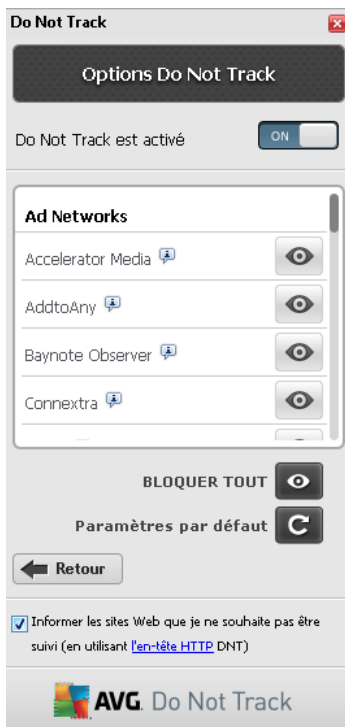 Do Not Track
Options Do Not Track
Do Not Track est activé
ON
Ad Networks
Accelerator Media
AddtoAny
Baynote Observer
Connextra
BLOQUER TOUT
Paramètres par défaut
Retour
Informer les sites Web que je ne souhaite pas être
suivi (en utilisant l'en-tête HTTP DNT)
AVG. Do Not Track